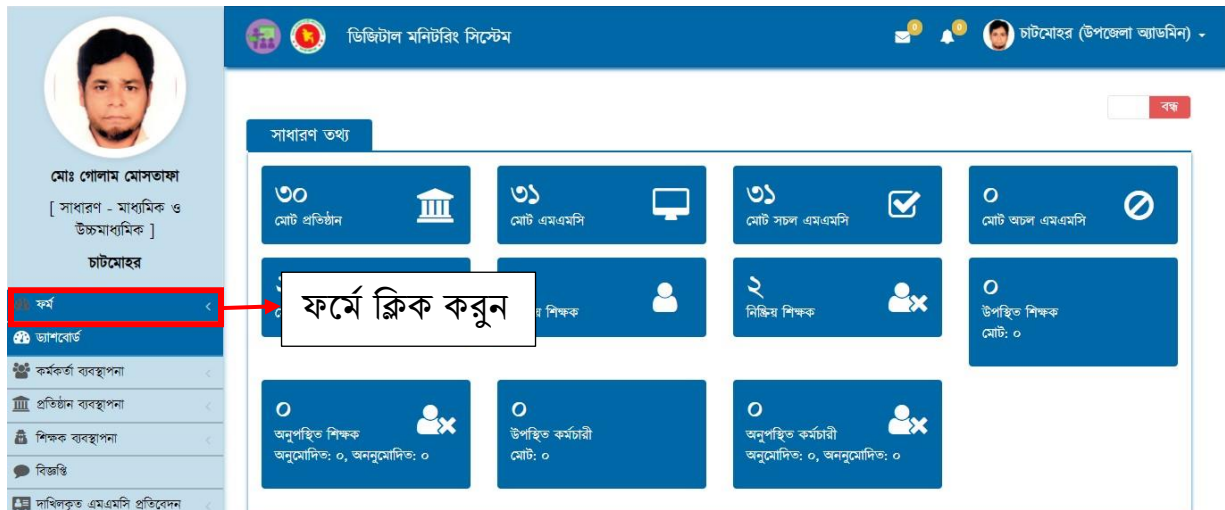 ডিজিটাল মনিটরিং সিস্টেম
০
০
চাটমোহর (উপজেলা অ্যাডমিন)
মোঃ গোলাম মোসতাফা
[ সাধারণ - মাধ্যমিক ও
উচ্চমাধ্যমিক ]
চাটমোহর
ফর্ম
ড্যাশবোর্ড
কর্মকর্তা ব্যবস্থাপনা
প্রতিষ্ঠান ব্যবস্থাপনা
শিক্ষক ব্যবস্থাপনা
বিজ্ঞপ্তি
দাখিলকৃত এমএমসি প্রতিবেদন
বন্ধ
সাধারণ তথ্য
৩০
মোট প্রতিষ্ঠান
৩১
মোট এমএমসি
৩১
মোট সচল এমএমসি
০
মোট অচল এমএমসি
ফর্মে ক্লিক করুন
শিক্ষক
২
নিষ্ক্রিয় শিক্ষক
০
উপস্থিত শিক্ষক
মোট: ০
০
অনুপস্থিত শিক্ষক
অনুমোদিত: ০, অননুমোদিত: ০
০
উপস্থিত কর্মচারী
মোট: ০
০
অনুপস্থিত কর্মচারী
অনুমোদিত: ০, অননুমোদিত: ০